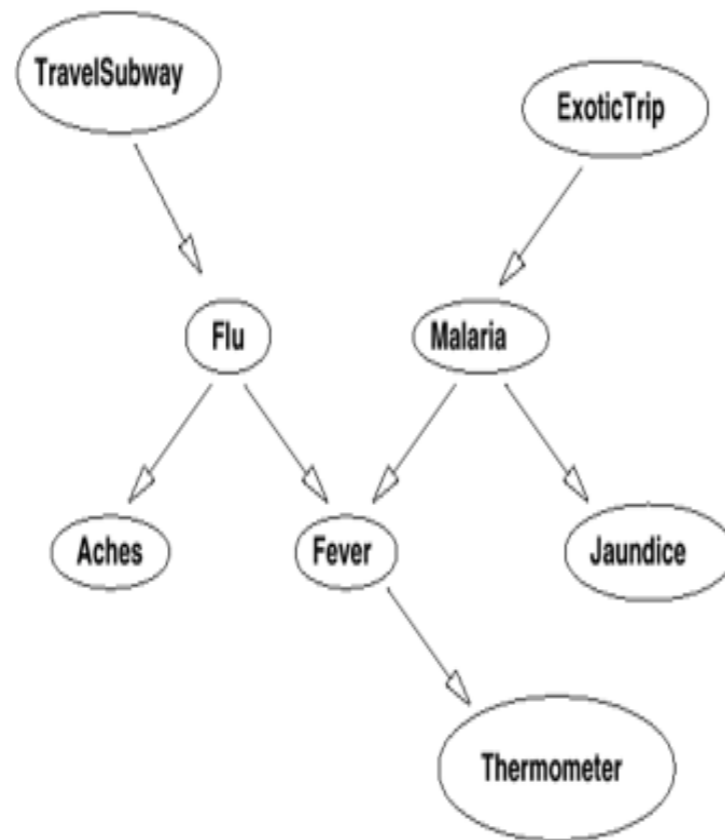 TravelSubway
ExoticTrip
Flu
Malaria
Aches
Fever
Jaundice
Thermometer